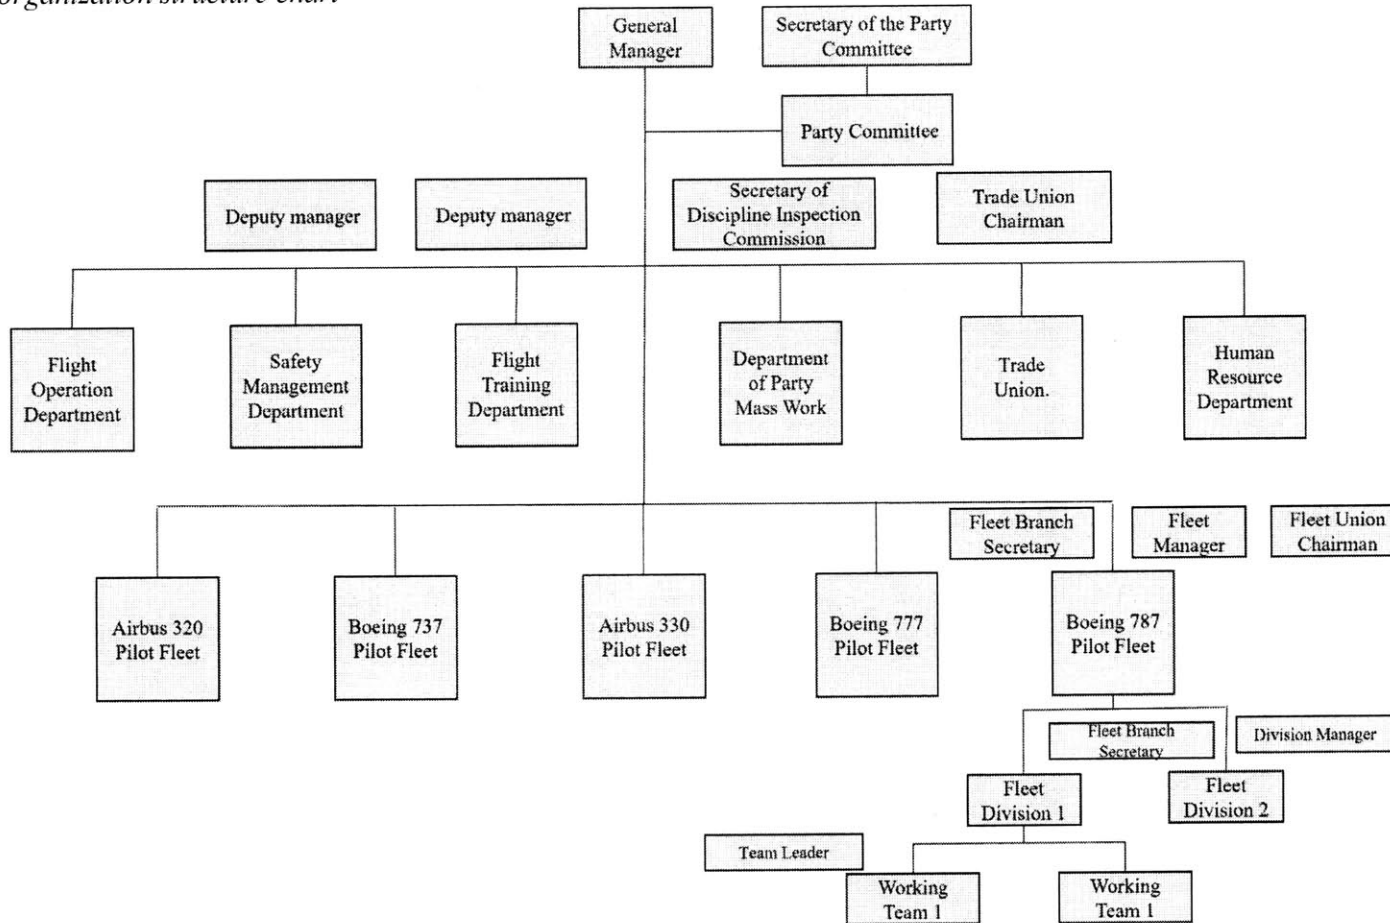 organization structure chart
General
Manager
Secretary of the Party
Committee
Party Committee
Deputy manager
Deputy manager
Secretary of
Discipline Inspection
Commission
Trade Union
Chairman
Flight
Operation
Department
Safety
Management
Department
Flight
Training
Department
Department
of Party
Mass Work
Trade
Union.
Human
Resource
Department
Fleet Branch
Secretary
Fleet
Manager
Fleet Union
Chairman
Airbus 320
Pilot Fleet
Boeing 737
Pilot Fleet
Airbus 330
Pilot Fleet
Boeing 777
Pilot Fleet
Boeing 787
Pilot Fleet
Fleet Branch
Secretary
Division Manager
Fleet
Division 1
Fleet
Division 2
Team Leader
Working
Team 1
Working
Team 1